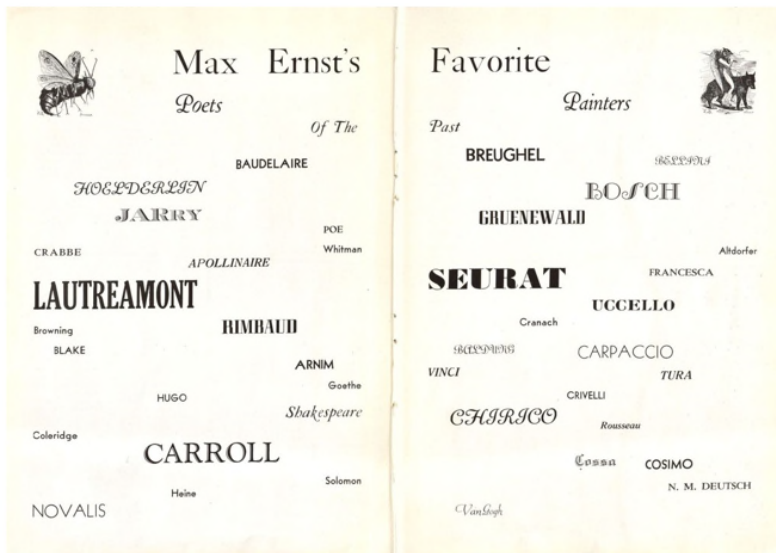 Max Ernst's Favorite
Poets
Of The
BAUDELAIRE
HOELDERLIN
JARRY
POE
CRABBE
Whitman
APOLLINAIRE
LAUTREAMONT
Browning
RIMBAUD
BLAKE
ARNIM
Goethe
HUGO
Shakespeare
Coleridge
CARROLL
Solomon
Heine
NOVALIS
Painters
Past
BREUGHEL
BELLINI
BOSCH
GRUENEWALD
Altdorfer
SEURAT
FRANCESCA
UCCELLO
Cranach
BALDUNG
CARPACCIO
VINCI
TURA
CRIVELLI
CHIRICO
Rousseau
Cossa
COSIMO
N. M. DEUTSCH
Van Gogh